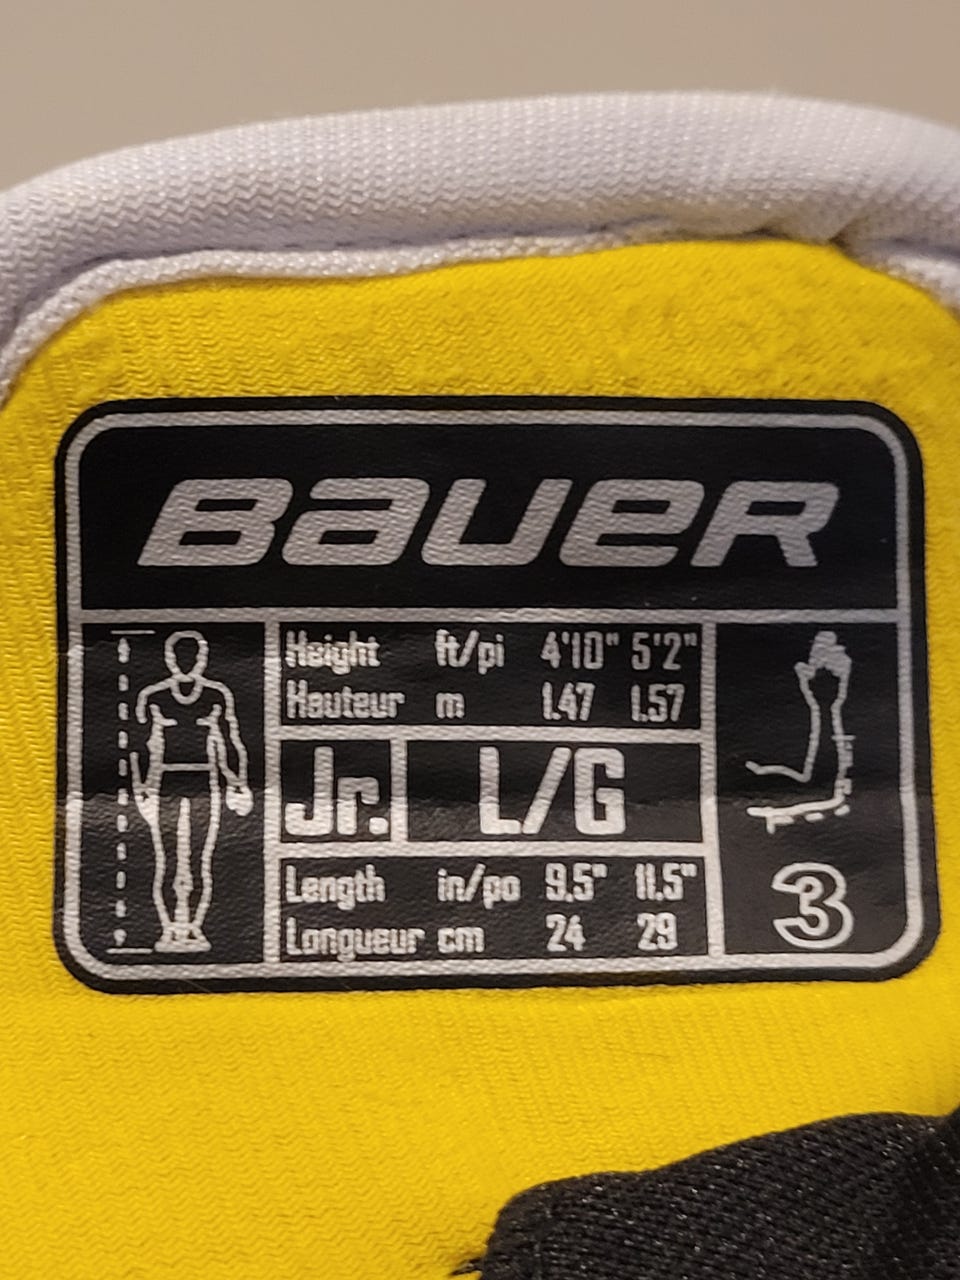 BAUER
Height ft/pi 4'10" 5'2"
Hauteur m 1.47 1.57
Jr. L/G
Length in/po 9.5" 11.5"
Longueur cm 24 29
3